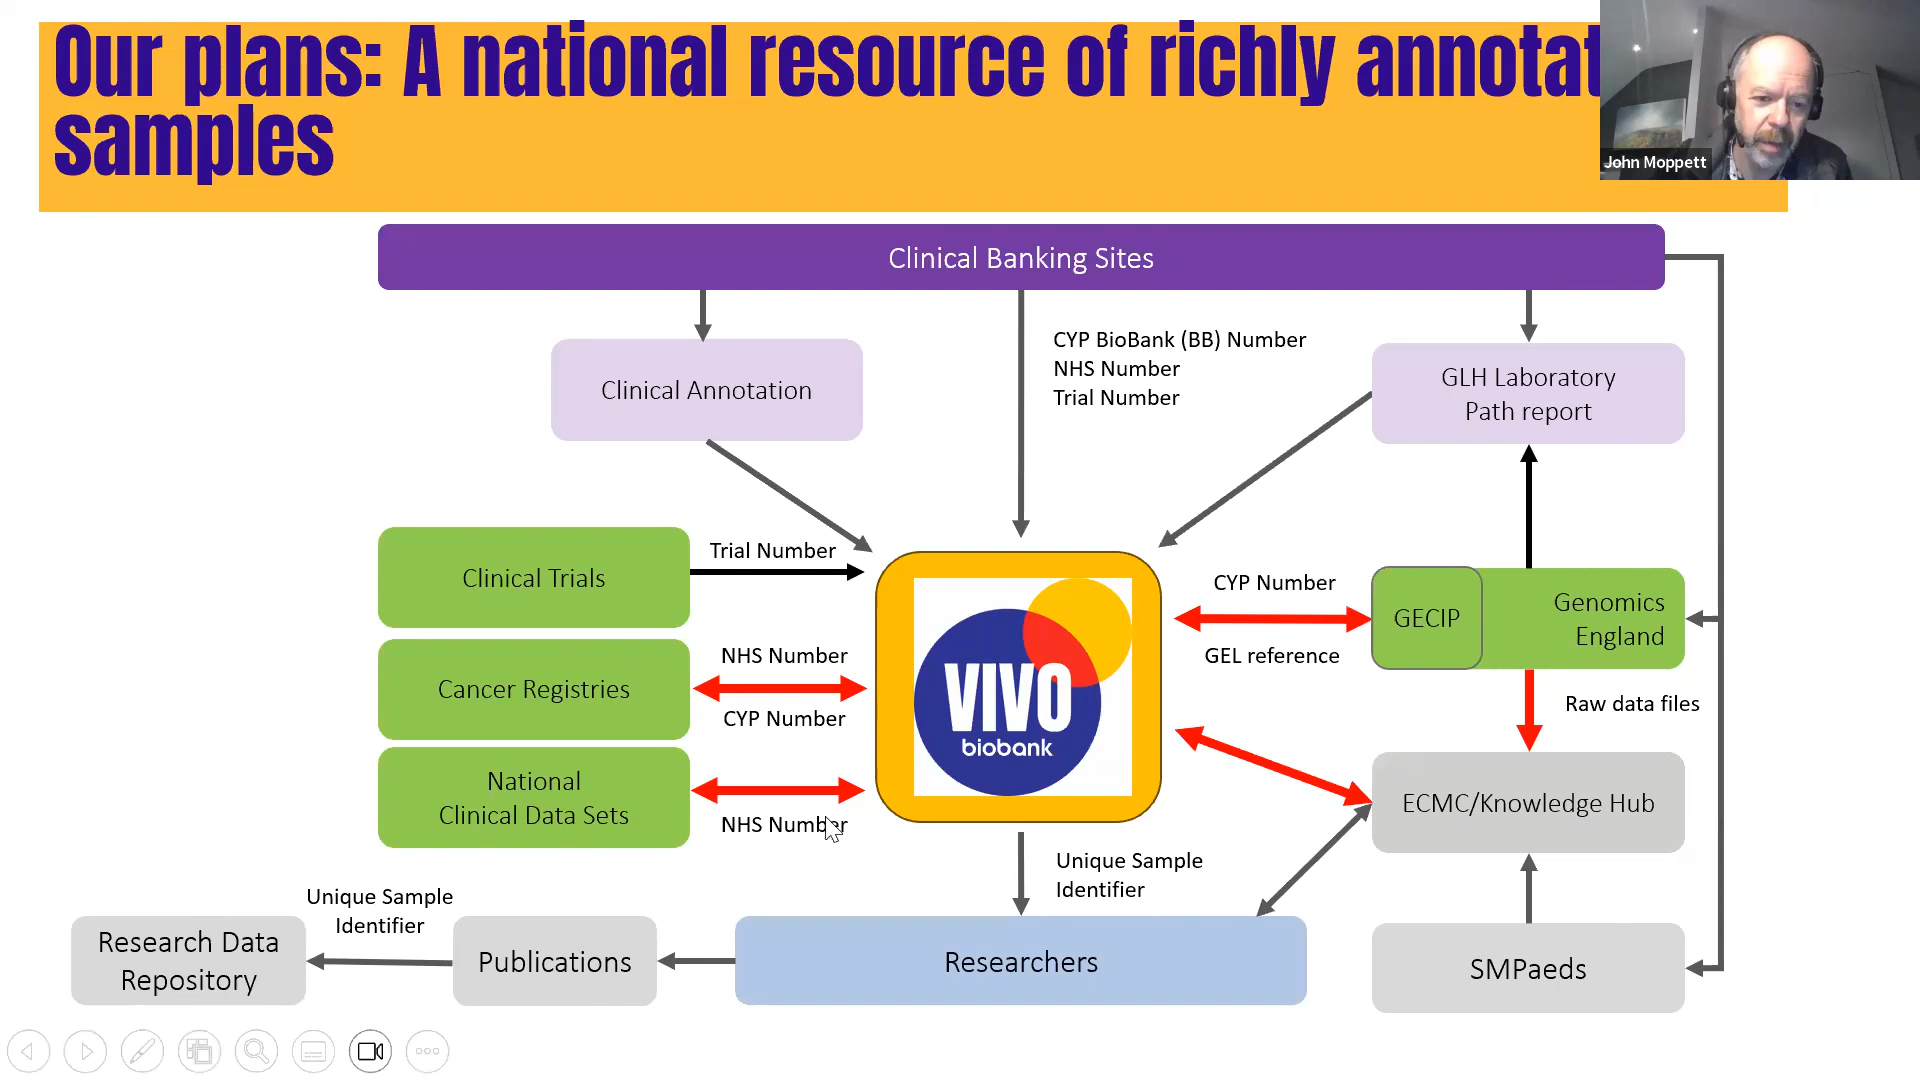 Our plans: A national resource of richly annotat
samples
John Moppett
Clinical Banking Sites
Clinical Annotation
CYP BioBank (BB) Number
NHS Number
Trial Number
GLH Laboratory
Path report
Clinical Trials
Trial Number
Cancer Registries
NHS Number
CYP Number
National
Clinical Data Sets
NHS Number
VIVO
biobank
CYP Number
GEL reference
GECIP
Genomics
England
Raw data files
ECMC/Knowledge Hub
Unique Sample
Identifier
Unique Sample
Identifier
Research Data
Repository
Publications
Researchers
SMPaeds